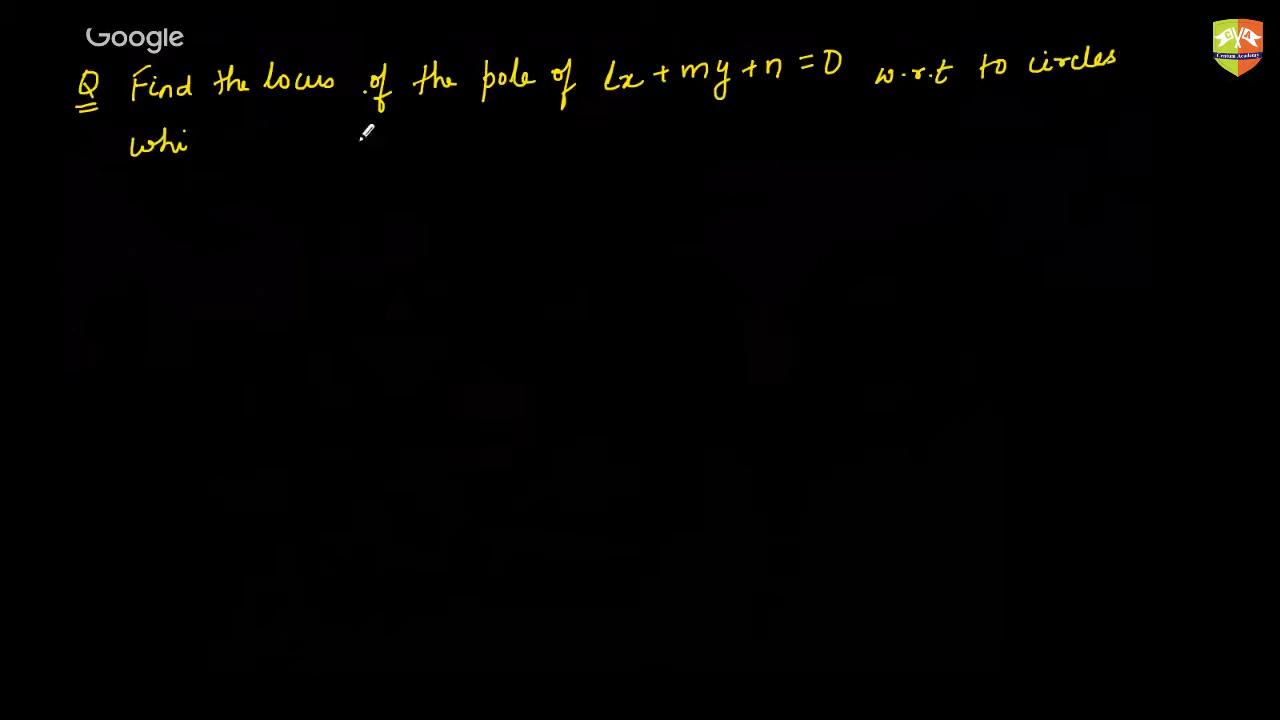 Google
Q Find the locus of the pole of lx + my + n = 0 w.r.t to circles
whi